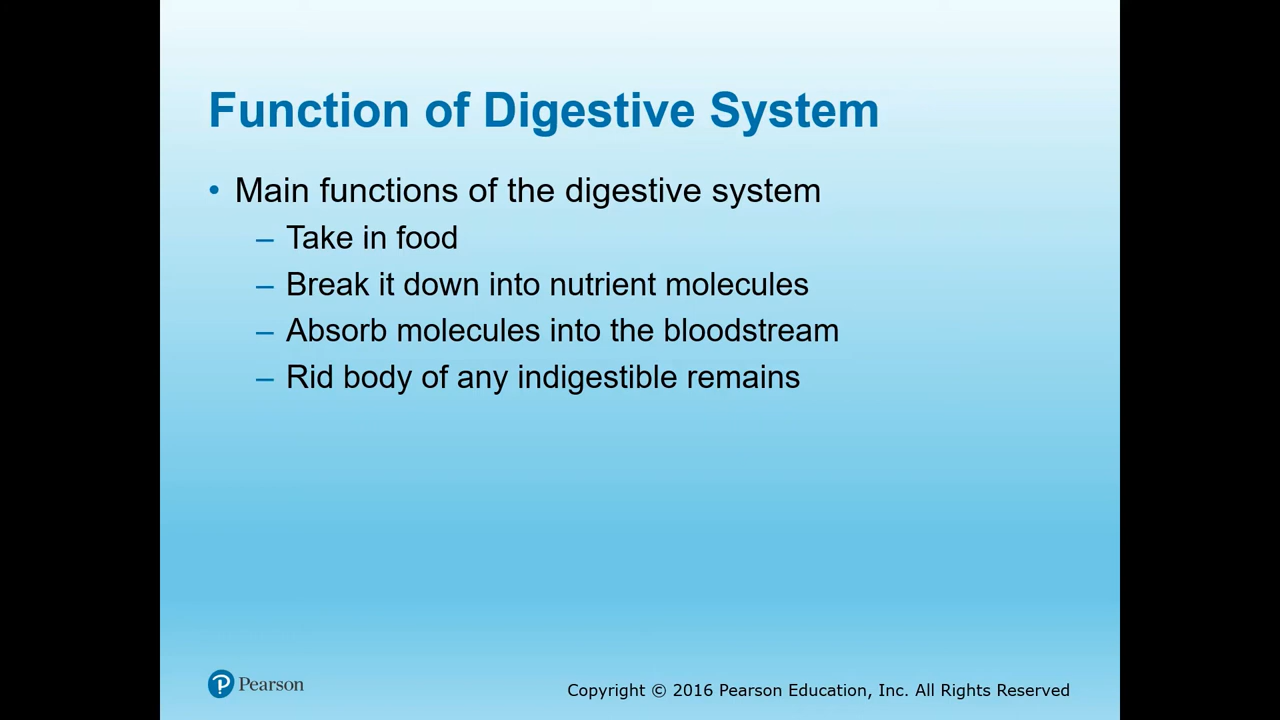 Function of Digestive System
• Main functions of the digestive system
– Take in food
– Break it down into nutrient molecules
– Absorb molecules into the bloodstream
– Rid body of any indigestible remains
Pearson
Copyright © 2016 Pearson Education, Inc. All Rights Reserved